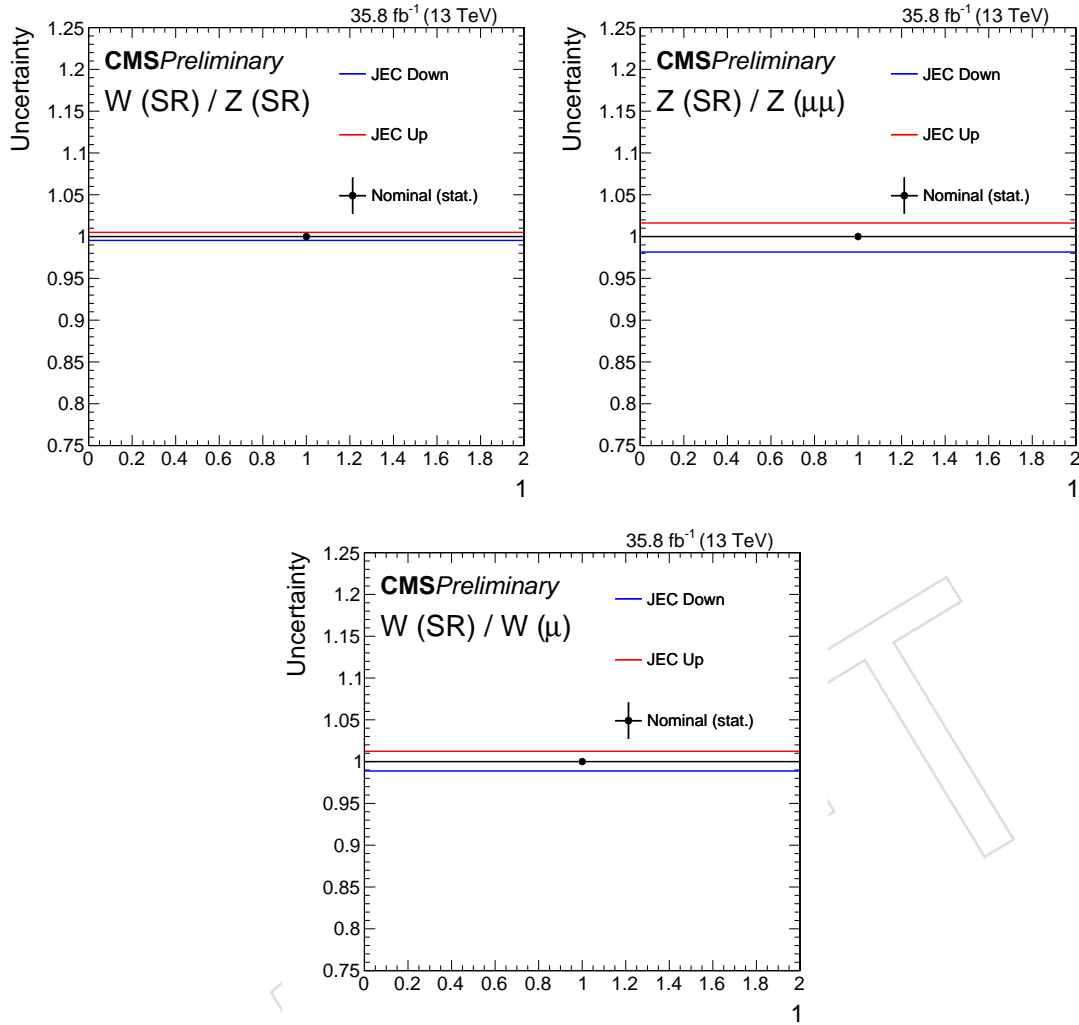 35.8 fb⁻¹ (13 TeV)
Uncertainty
1.25
1.2
1.15
1.1
1.05
1
0.95
0.9
0.85
0.8
0.75
CMSPreliminary
W (SR) / Z (SR)
JEC Down
JEC Up
Nominal (stat.)
0 0.2 0.4 0.6 0.8 1 1.2 1.4 1.6 1.8 2
1
35.8 fb⁻¹ (13 TeV)
Uncertainty
1.25
1.2
1.15
1.1
1.05
1
0.95
0.9
0.85
0.8
0.75
CMSPreliminary
Z (SR) / Z (μμ)
JEC Down
JEC Up
Nominal (stat.)
0 0.2 0.4 0.6 0.8 1 1.2 1.4 1.6 1.8 2
1
35.8 fb⁻¹ (13 TeV)
Uncertainty
1.25
1.2
1.15
1.1
1.05
1
0.95
0.9
0.85
0.8
0.75
CMSPreliminary
W (SR) / W (μ)
JEC Down
JEC Up
Nominal (stat.)
0 0.2 0.4 0.6 0.8 1 1.2 1.4 1.6 1.8 2
1